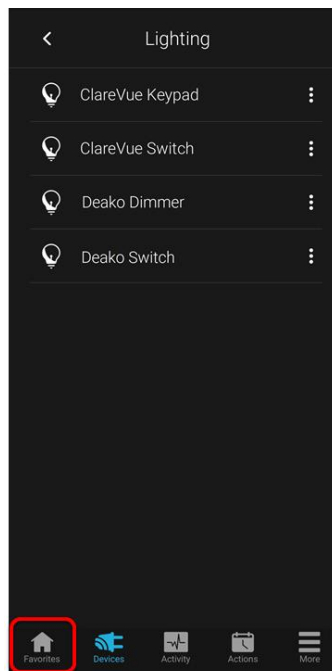 Lighting
ClareVue Keypad
ClareVue Switch
Deako Dimmer
Deako Switch
Favorites Devices Activity Actions More